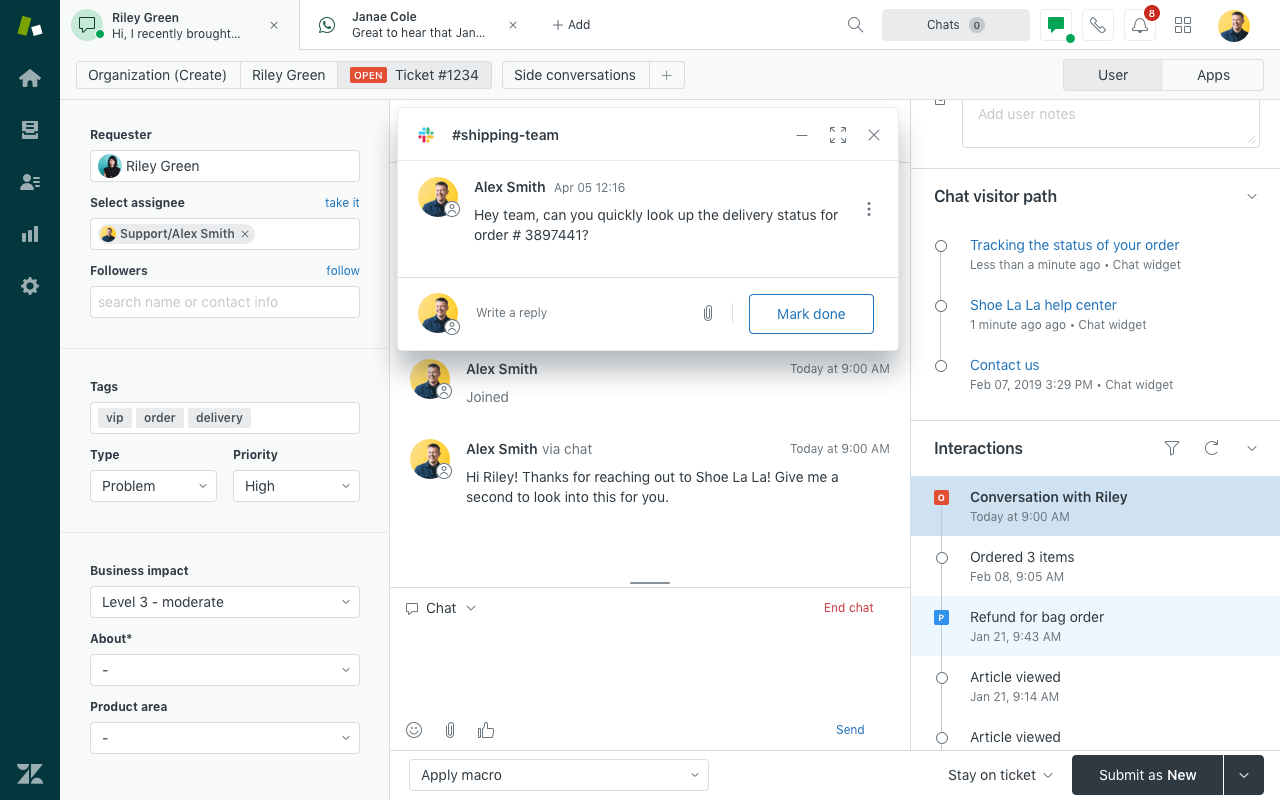 Riley Green
Hi, I recently brought...
Janae Cole
Great to hear that Jan...
Add
Chats 0
8
Organization (Create)
Riley Green
OPEN Ticket #1234
Side conversations
User
Apps
Requester
Riley Green
Select assignee
take it
Support/Alex Smith
Followers
follow
search name or contact info
Tags
vip
order
delivery
Type
Priority
Problem
High
Business impact
Level 3 - moderate
About*
-
Product area
-
#shipping-team
Alex Smith Apr 05 12:16
Hey team, can you quickly look up the delivery status for
order # 3897441?
Write a reply
Mark done
Alex Smith
Today at 9:00 AM
Joined
Alex Smith via chat
Today at 9:00 AM
Hi Riley! Thanks for reaching out to Shoe La La! Give me a
second to look into this for you.
Chat
End chat
Send
Apply macro
Stay on ticket
Submit as New
Add user notes
Chat visitor path
Tracking the status of your order
Less than a minute ago • Chat widget
Shoe La La help center
1 minute ago ago • Chat widget
Contact us
Feb 07, 2019 3:29 PM • Chat widget
Interactions
O
Conversation with Riley
Today at 9:00 AM
Ordered 3 items
Feb 08, 9:05 AM
P
Refund for bag order
Jan 21, 9:43 AM
Article viewed
Jan 21, 9:14 AM
Article viewed